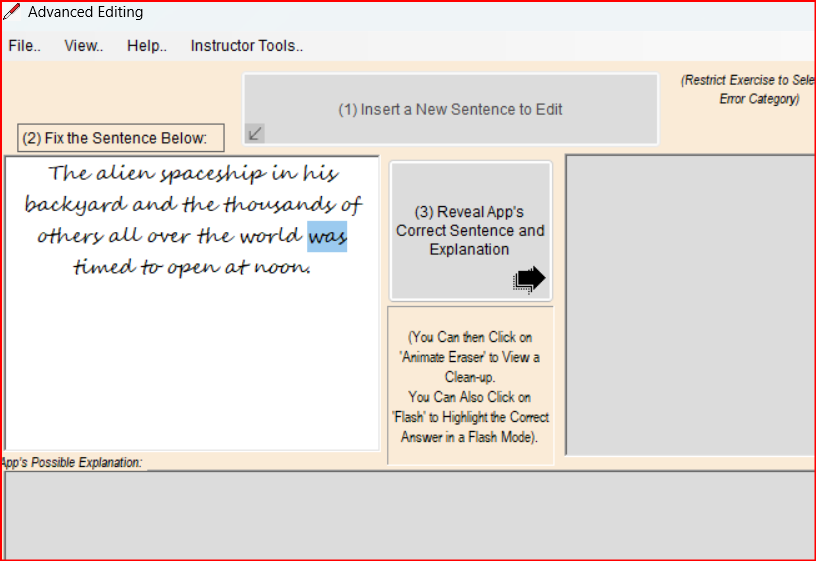 Advanced Editing
File.. View.. Help.. Instructor Tools..
(Restrict Exercise to
Error Category)
(1) Insert a New Sentence to Edit
(2) Fix the Sentence Below:
The alien spaceship in his
backyard and the thousands of
others all over the world was
timed to open at noon.
(3) Reveal App's
Correct Sentence and
Explanation
(You Can then Click on
'Animate Eraser' to View a
Clean-up.
You Can Also Click on
'Flash' to Highlight the Correct
Answer in a Flash Mode).
App's Possible Explanation: